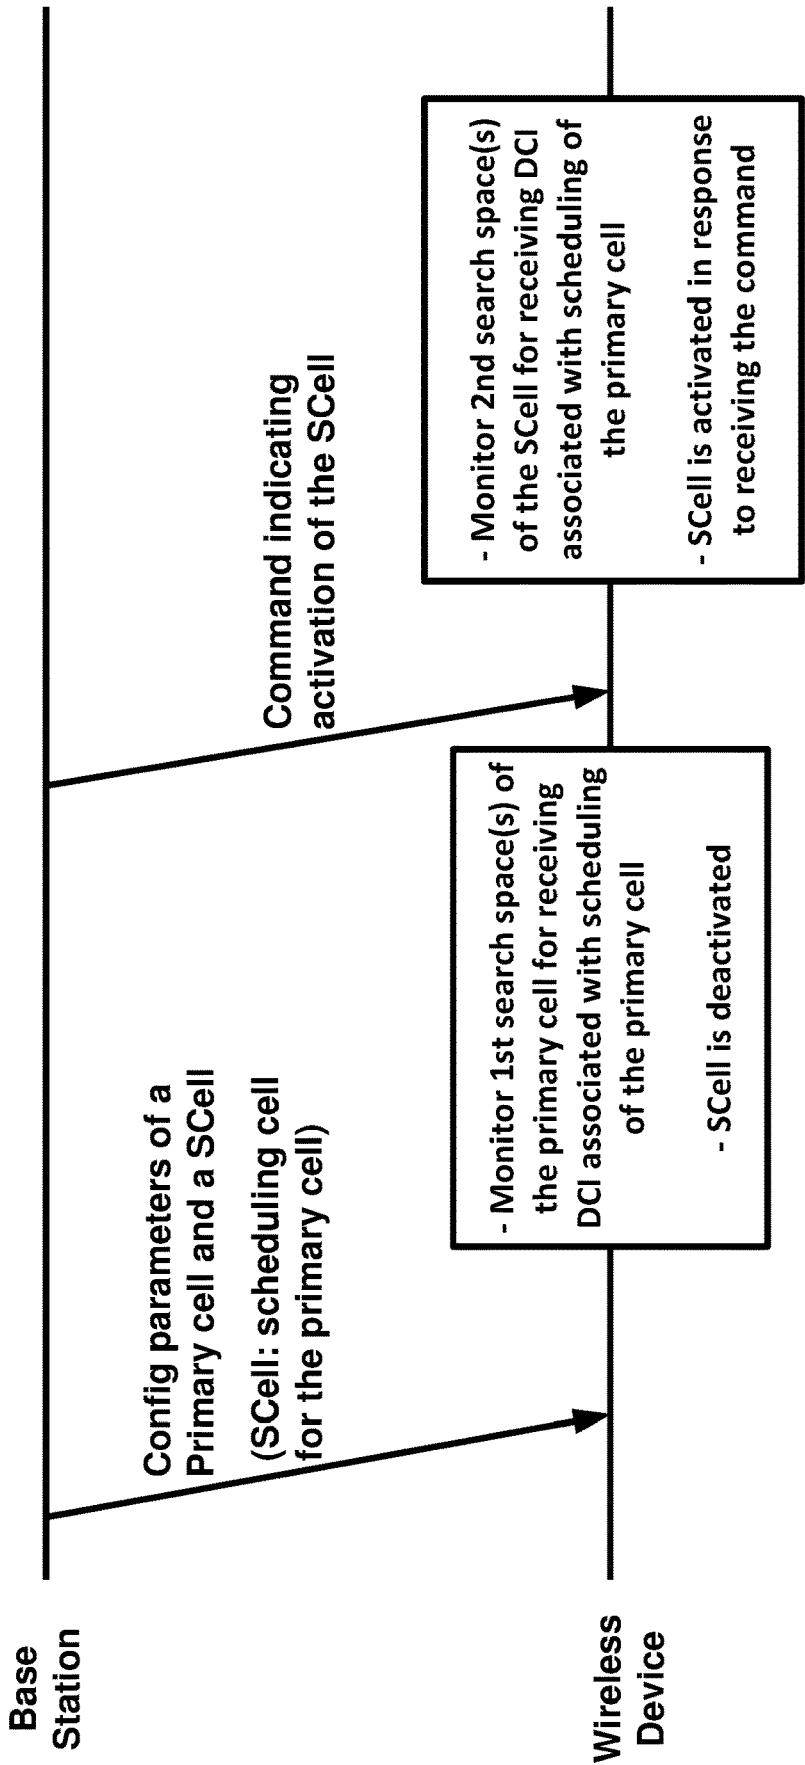 Base
Station
Config parameters of a
Primary cell and a SCell
(SCell: scheduling cell
for the primary cell)
Command indicating
activation of the SCell
- Monitor 1st search space(s) of
the primary cell for receiving
DCI associated with scheduling
of the primary cell
- SCell is deactivated
- Monitor 2nd search space(s)
of the SCell for receiving DCI
associated with scheduling of
the primary cell
- SCell is activated in response
to receiving the command
Wireless
Device